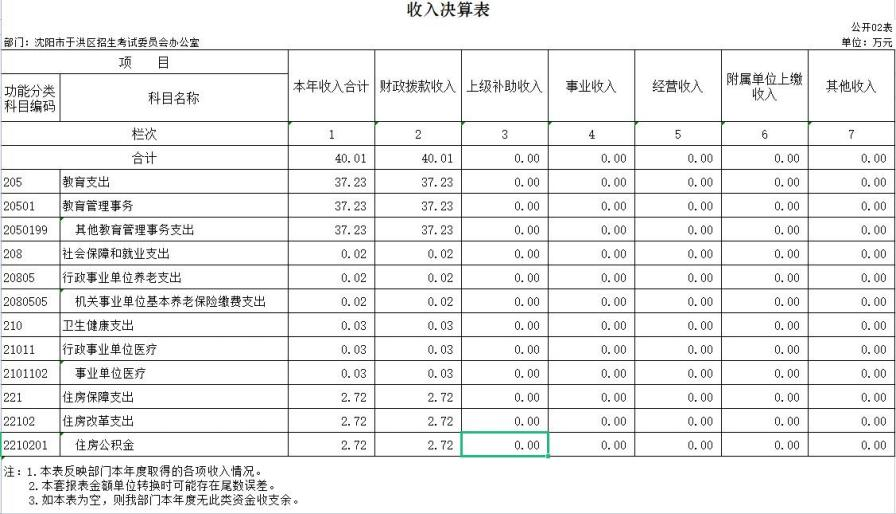 收入决算表
公开02表
部门：沈阳市于洪区招生考试委员会办公室 单位：万元
项 目 本年收入合计 财政拨款收入 上级补助收入 事业收入 经营收入 附属单位上缴收入 其他收入
功能分类科目编码 科目名称
栏次 1 2 3 4 5 6 7
合计 40.01 40.01 0.00 0.00 0.00 0.00 0.00
205 教育支出 37.23 37.23 0.00 0.00 0.00 0.00 0.00
20501 教育管理事务 37.23 37.23 0.00 0.00 0.00 0.00 0.00
2050199 其他教育管理事务支出 37.23 37.23 0.00 0.00 0.00 0.00 0.00
208 社会保障和就业支出 0.02 0.02 0.00 0.00 0.00 0.00 0.00
20805 行政事业单位养老支出 0.02 0.02 0.00 0.00 0.00 0.00 0.00
2080505 机关事业单位基本养老保险缴费支出 0.02 0.02 0.00 0.00 0.00 0.00 0.00
210 卫生健康支出 0.03 0.03 0.00 0.00 0.00 0.00 0.00
21011 行政事业单位医疗 0.03 0.03 0.00 0.00 0.00 0.00 0.00
2101102 事业单位医疗 0.03 0.03 0.00 0.00 0.00 0.00 0.00
221 住房保障支出 2.72 2.72 0.00 0.00 0.00 0.00 0.00
22102 住房改革支出 2.72 2.72 0.00 0.00 0.00 0.00 0.00
2210201 住房公积金 2.72 2.72 0.00 0.00 0.00 0.00 0.00
注：1.本表反映部门本年度取得的各项收入情况。
2.本套报表金额单位转换时可能存在尾数误差。
3.如本表为空，则我部门本年度无此类资金收支余。